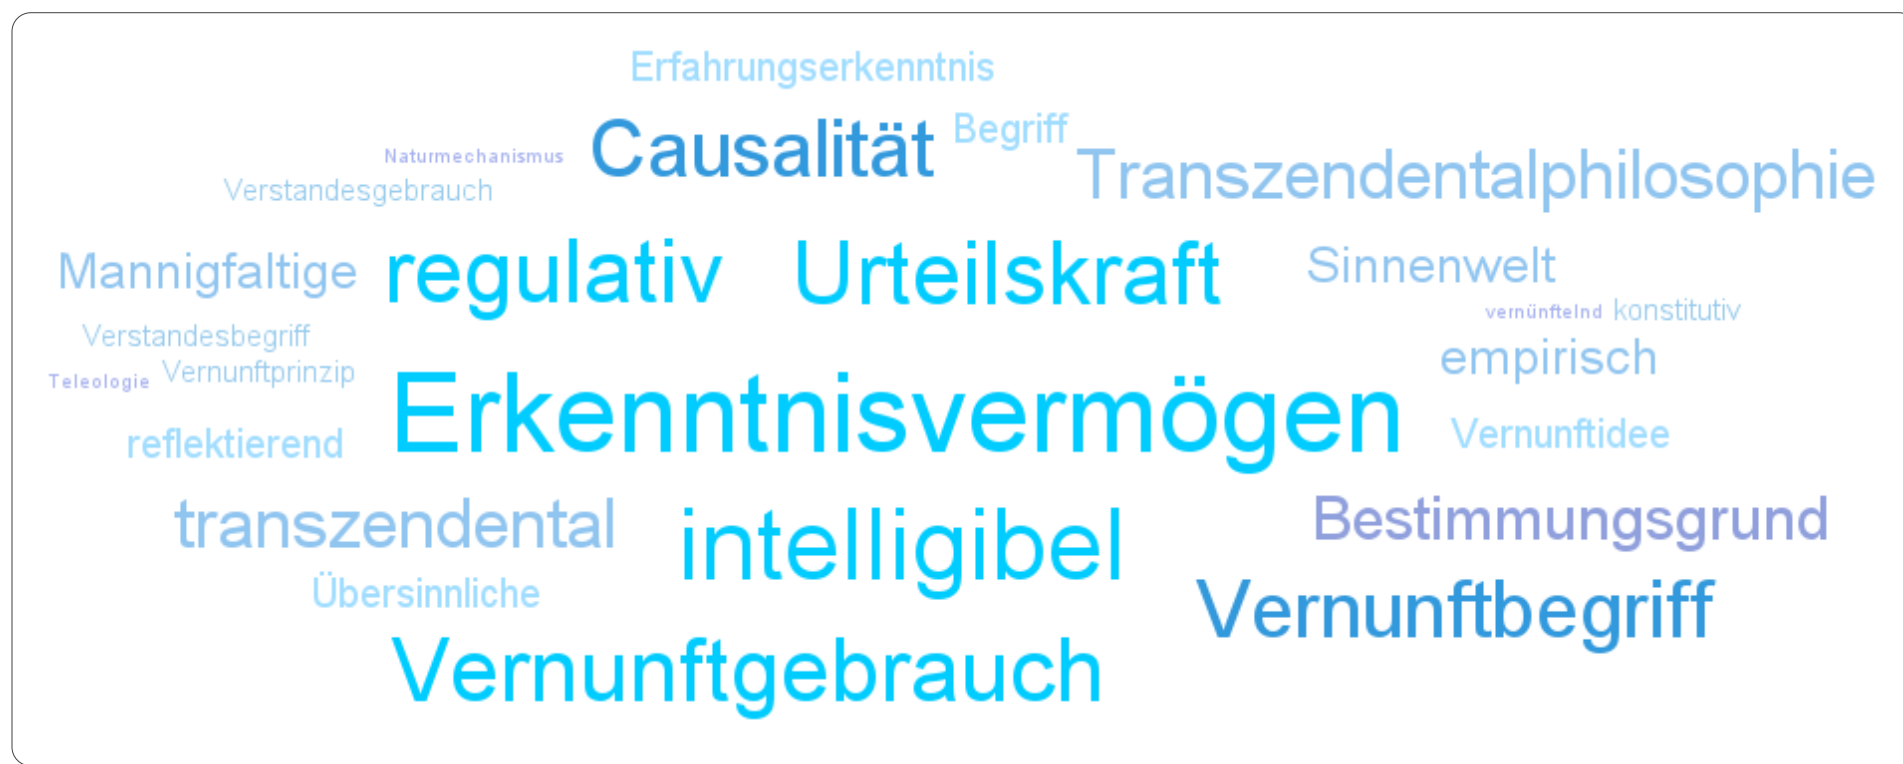 Erfahrungserkenntnis
Naturmechanismus Causalität Begriff
Verstandesgebrauch Transzendentalphilosophie
Mannigfaltige regulativ Urteilskraft Sinnenwelt
vernünftelnd konstitutiv
Verstandesbegriff empirisch
Teleologie Vernunftprinzip
reflektierend Erkenntnisvermögen Vernunftidee
transzendental intelligibel Bestimmungsgrund
Übersinnliche Vernunftbegriff
Vernunftgebrauch